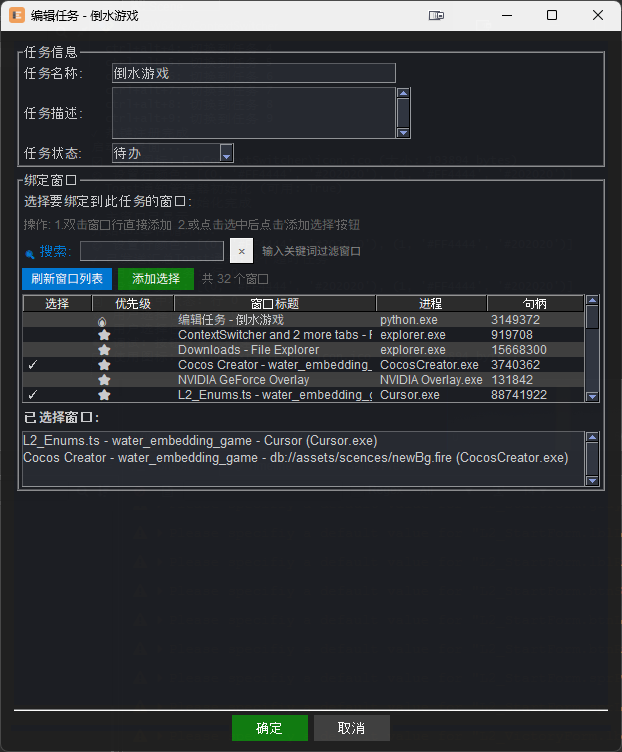 编辑任务 - 倒水游戏
任务信息
任务名称: 倒水游戏
任务描述:
任务状态: 待办
绑定窗口
选择要绑定到此任务的窗口:
操作: 1.双击窗口行直接添加 2.或点击选中后点击'添加选择'按钮
搜索: × 输入关键词过滤窗口
刷新窗口列表 添加选择 共 32 个窗口
选择 优先级 窗口标题 进程 句柄
编辑任务 - 倒水游戏 python.exe 3149372
ContextSwitcher and 2 more tabs - F explorer.exe 919708
Downloads - File Explorer explorer.exe 15668300
✓ Cocos Creator - water_embedding_ CocosCreator.exe 3740362
NVIDIA GeForce Overlay NVIDIA Overlay.exe 131842
✓ L2_Enums.ts - water_embedding_g Cursor.exe 88741922
已选择窗口:
L2_Enums.ts - water_embedding_game - Cursor (Cursor.exe)
Cocos Creator - water_embedding_game - db://assets/scences/newBg.fire (CocosCreator.exe)
确定 取消